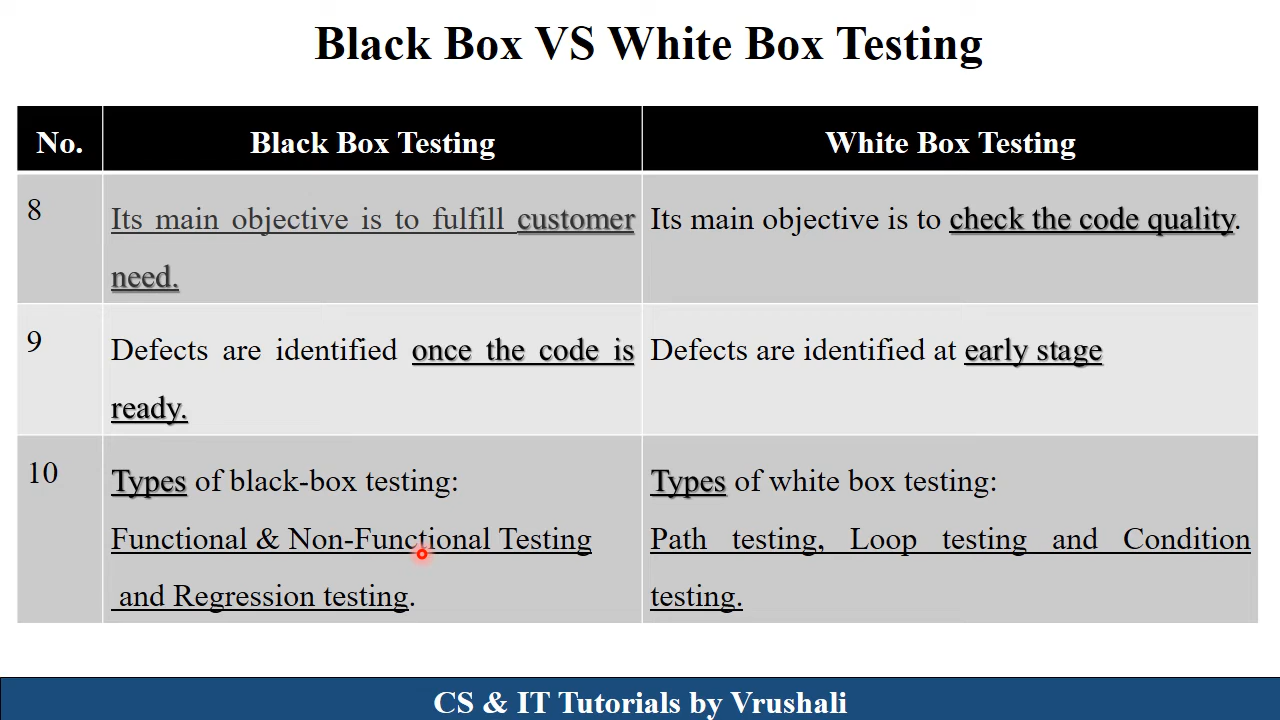 Black Box VS White Box Testing
No. Black Box Testing White Box Testing
8
Its main objective is to fulfill customer
need.
Its main objective is to check the code quality.
9
Defects are identified once the code is
ready.
Defects are identified at early stage
10
Types of black-box testing:
Functional & Non-Functional Testing
and Regression testing.
Types of white box testing:
Path testing, Loop testing and Condition
testing.
CS & IT Tutorials by Vrushali